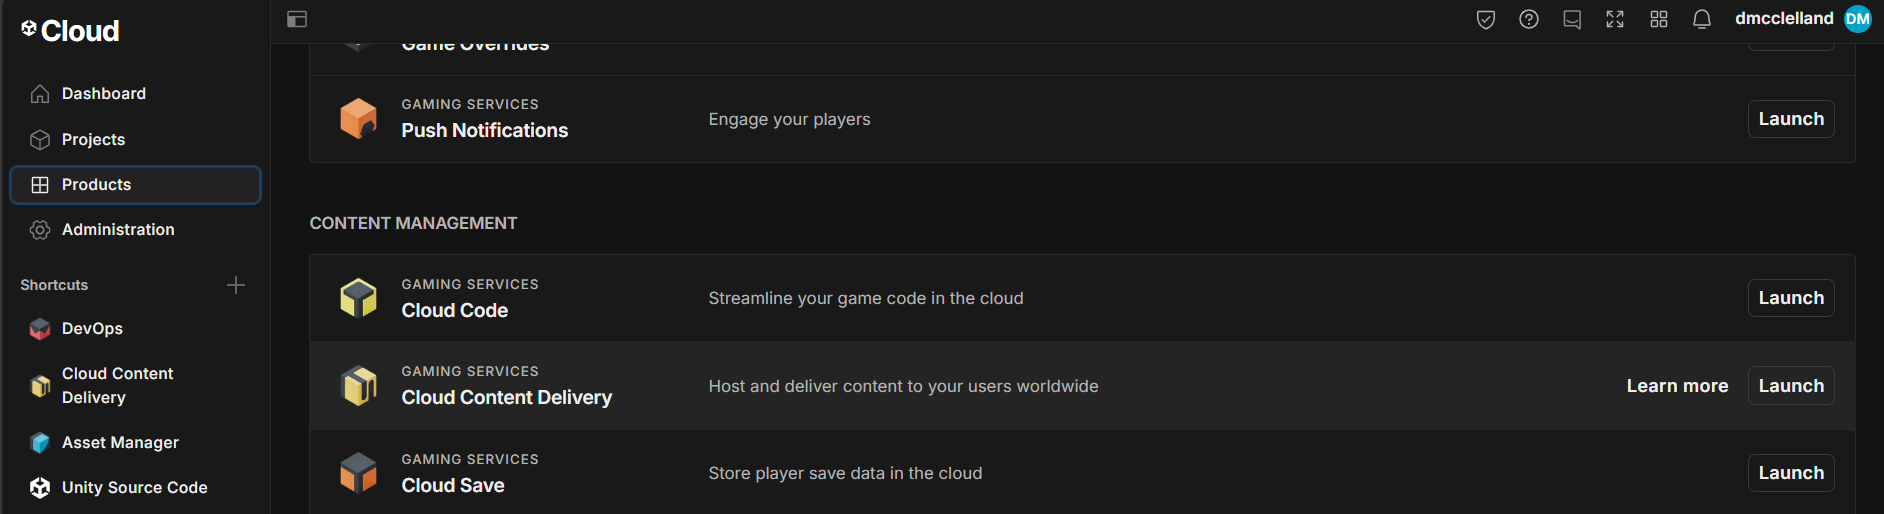 Cloud
dmcclelland
DM
Dashboard
Projects
Products
Administration
Shortcuts
DevOps
Cloud Content
Delivery
Asset Manager
Unity Source Code
Game Overrides
GAMING SERVICES
Push Notifications
Engage your players
Launch
CONTENT MANAGEMENT
GAMING SERVICES
Cloud Code
Streamline your game code in the cloud
Launch
GAMING SERVICES
Cloud Content Delivery
Host and deliver content to your users worldwide
Learn more
Launch
GAMING SERVICES
Cloud Save
Store player save data in the cloud
Launch